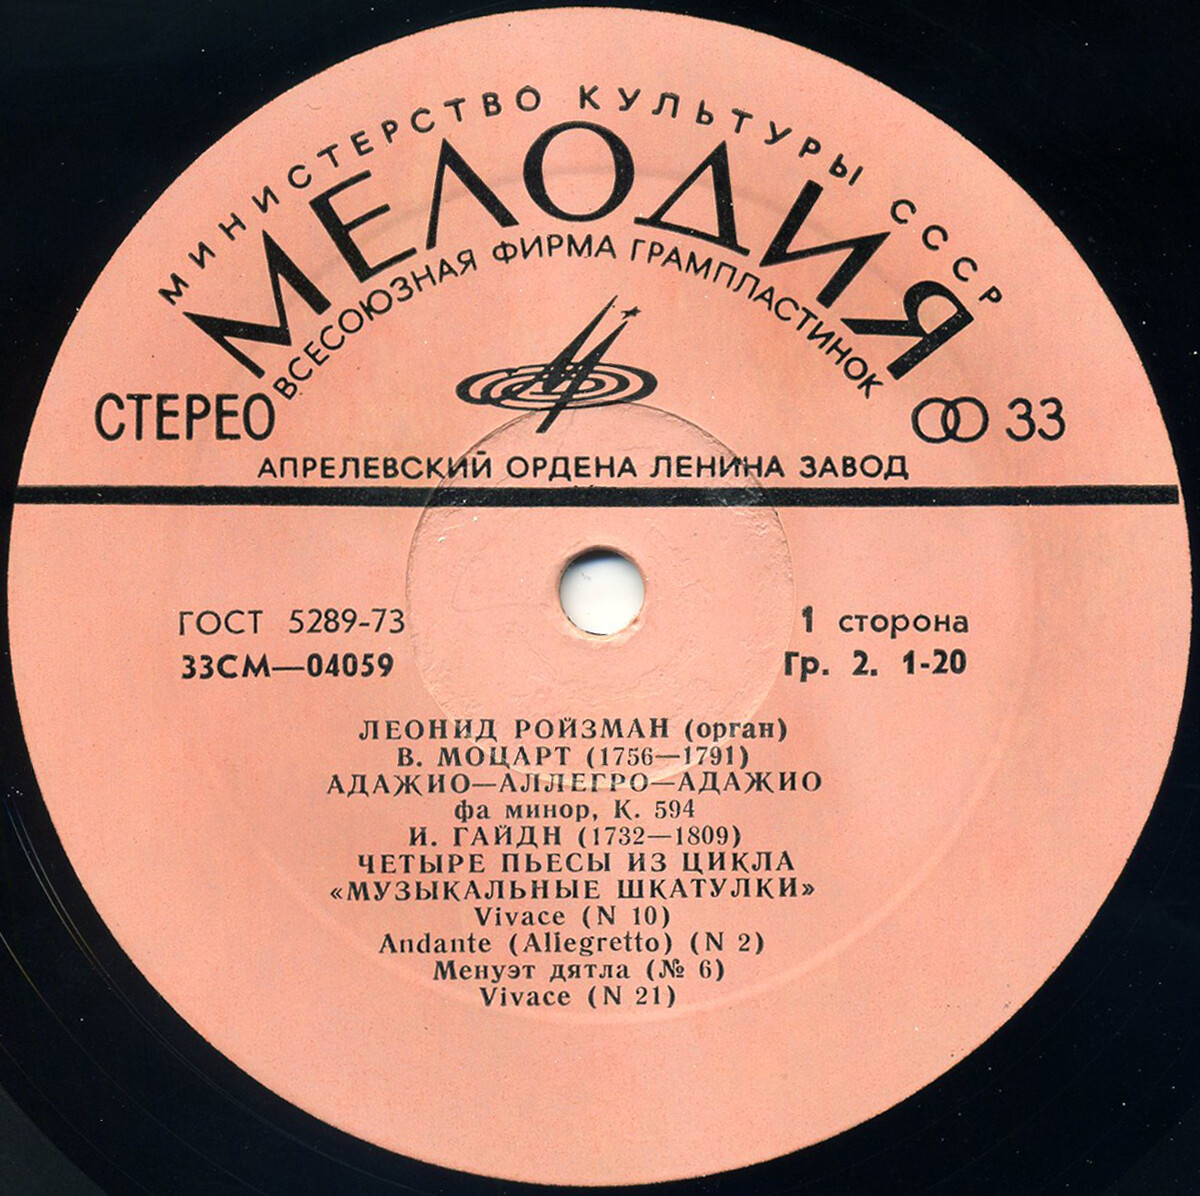 МИНИСТЕРСТВО КУЛЬТУРЫ СССР
МЕЛОДИЯ
ВСЕСОЮЗНАЯ ФИРМА ГРАМПЛАСТИНОК
СТЕРЕО
33
АПРЕЛЕВСКИЙ ОРДЕНА ЛЕНИНА ЗАВОД
ГОСТ 5289-73
1 сторона
33СМ—04059
Гр. 2. 1-20
ЛЕОНИД РОЙЗМАН (орган)
В. МОЦАРТ (1756—1791)
АДАЖИО—АЛЛЕГРО—АДАЖИО
фа минор, К. 594
И. ГАЙДН (1732—1809)
ЧЕТЫРЕ ПЬЕСЫ ИЗ ЦИКЛА
«МУЗЫКАЛЬНЫЕ ШКАТУЛКИ»
Vivace (N 10)
Andante (Allegretto) (N 2)
Менуэт дятла (№ 6)
Vivace (N 21)